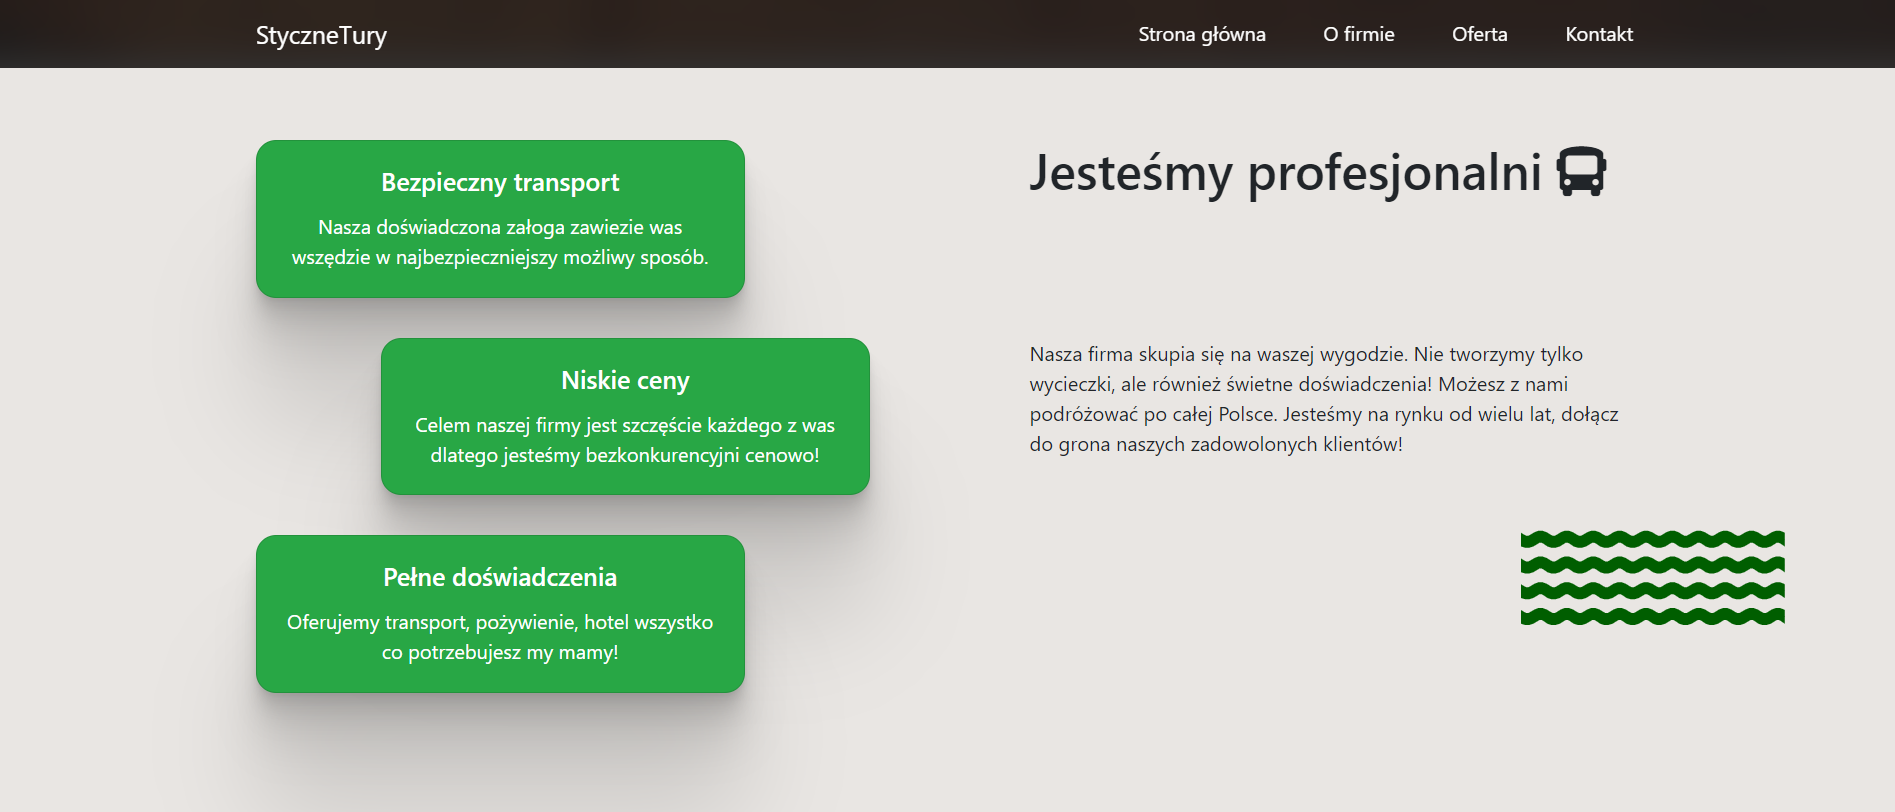 StyczneTury
Strona główna
O firmie
Oferta
Kontakt
Bezpieczny transport
Nasza doświadczona załoga zawiezie was
wszędzie w najbezpieczniejszy możliwy sposób.
Niskie ceny
Celem naszej firmy jest szczęście każdego z was
dlatego jesteśmy bezkonkurencyjni cenowo!
Pełne doświadczenia
Oferujemy transport, pożywienie, hotel wszystko
co potrzebujesz my mamy!
Jesteśmy profesjonalni
Nasza firma skupia się na waszej wygodzie. Nie tworzymy tylko
wycieczki, ale również świetne doświadczenia! Możesz z nami
podróżować po całej Polsce. Jesteśmy na rynku od wielu lat, dołącz
do grona naszych zadowolonych klientów!